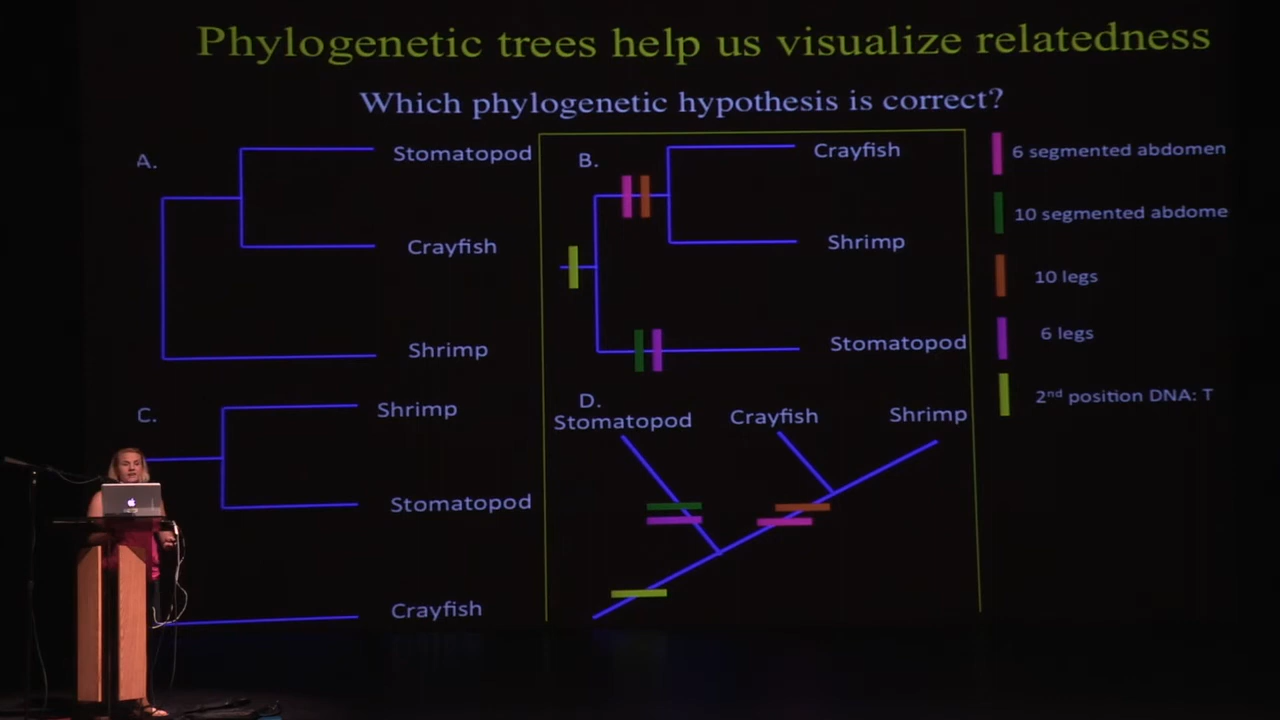 Phylogenetic trees help us visualize relatedness
Which phylogenetic hypothesis is correct?
A.
Stomatopod
Crayfish
Shrimp
B.
Crayfish
Shrimp
Stomatopod
C.
Shrimp
Stomatopod
Crayfish
D.
Stomatopod
Crayfish
Shrimp
6 segmented abdomen
10 segmented abdome
10 legs
6 legs
2nd position DNA: T